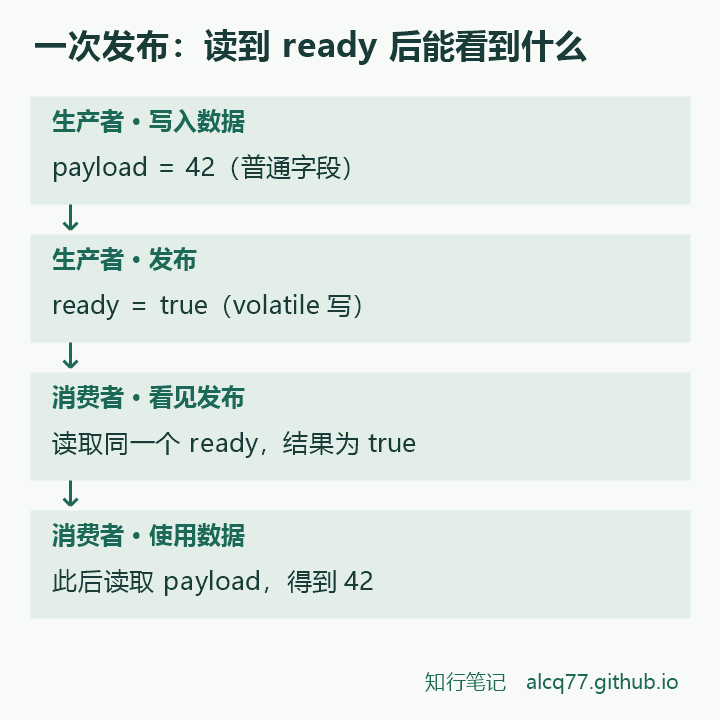 一次发布：读到 ready 后能看到什么
生产者·写入数据
payload = 42（普通字段）
↓
生产者·发布
ready = true（volatile 写）
↓
消费者·看见发布
读取同一个 ready，结果为 true
↓
消费者·使用数据
此后读取 payload，得到 42
知行笔记 alcq77.github.io